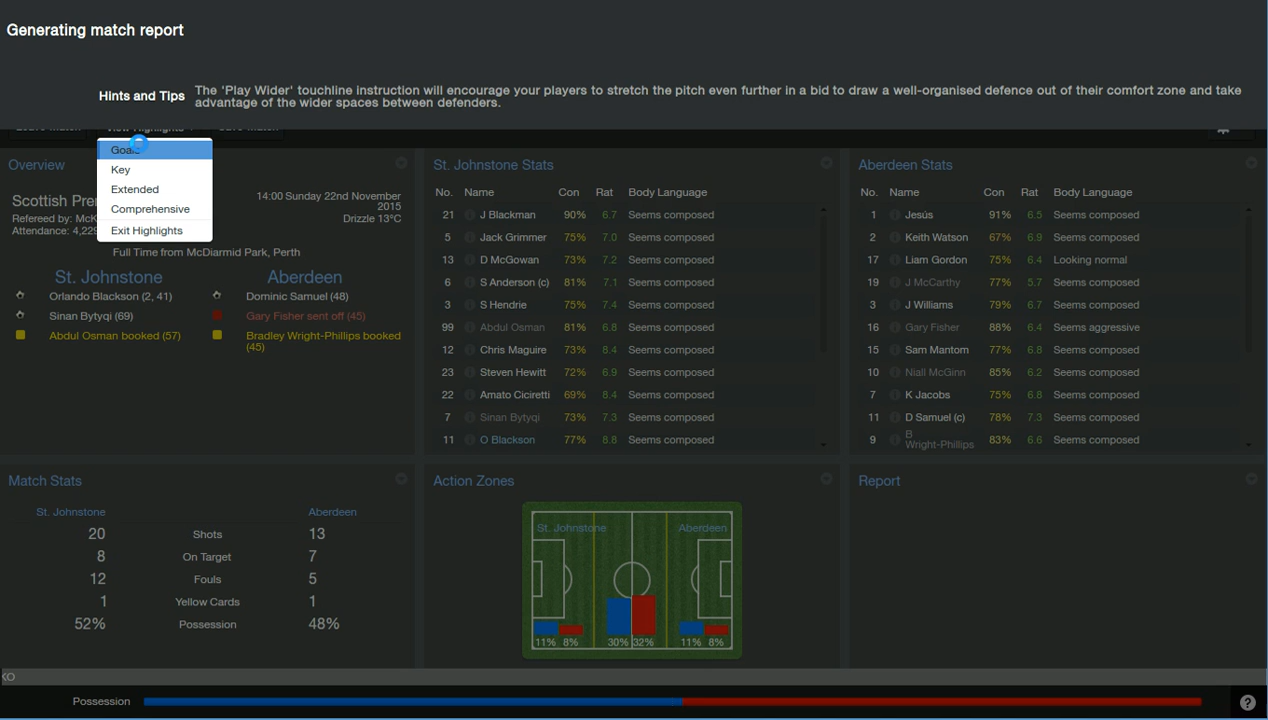 Generating match report
Hints and Tips
The 'Play Wider' touchline instruction will encourage your players to stretch the pitch even further in a bid to draw a well-organised defence out of their comfort zone and take
advantage of the wider spaces between defenders.
Leave Match View Highlights Save Match
Goals
Key
Extended
Comprehensive
Exit Highlights
Overview
Scottish Pre
14:00 Sunday 22nd November
2015
Refereed by: McK
Drizzle 13°C
Attendance: 4,229
Full Time from McDiarmid Park, Perth
St. Johnstone Aberdeen
Orlando Blackson (2, 41) Dominic Samuel (48)
Sinan Bytyqi (69) Gary Fisher sent off (45)
Abdul Osman booked (57) Bradley Wright-Phillips booked
(45)
St. Johnstone Stats
No. Name Con Rat Body Language
21 J Blackman 90% 6.7 Seems composed
5 Jack Grimmer 75% 7.0 Seems composed
13 D McGowan 73% 7.2 Seems composed
6 S Anderson (c) 81% 7.1 Seems composed
3 S Hendrie 75% 7.4 Seems composed
99 Abdul Osman 81% 6.8 Seems composed
12 Chris Maguire 73% 8.4 Seems composed
23 Steven Hewitt 72% 6.9 Seems composed
22 Amato Ciciretti 69% 8.4 Seems composed
7 Sinan Bytyqi 73% 7.3 Seems composed
11 O Blackson 77% 8.8 Seems composed
Aberdeen Stats
No. Name Con Rat Body Language
1 Jesús 91% 6.5 Seems composed
2 Keith Watson 67% 6.9 Seems composed
17 Liam Gordon 75% 6.4 Looking normal
19 J McCarthy 77% 5.7 Seems composed
3 J Williams 79% 6.7 Seems composed
16 Gary Fisher 88% 6.4 Seems aggressive
15 Sam Mantom 77% 6.8 Seems composed
10 Niall McGinn 85% 6.2 Seems composed
7 K Jacobs 75% 6.8 Seems composed
11 D Samuel (c) 78% 7.3 Seems composed
9 B
Wright-Phillips 83% 6.6 Seems composed
Match Stats
St. Johnstone Aberdeen
20 Shots 13
8 On Target 7
12 Fouls 5
1 Yellow Cards 1
52% Possession 48%
Action Zones
St. Johnstone Aberdeen
11% 8% 30% 32% 11% 8%
Report
KO
Possession